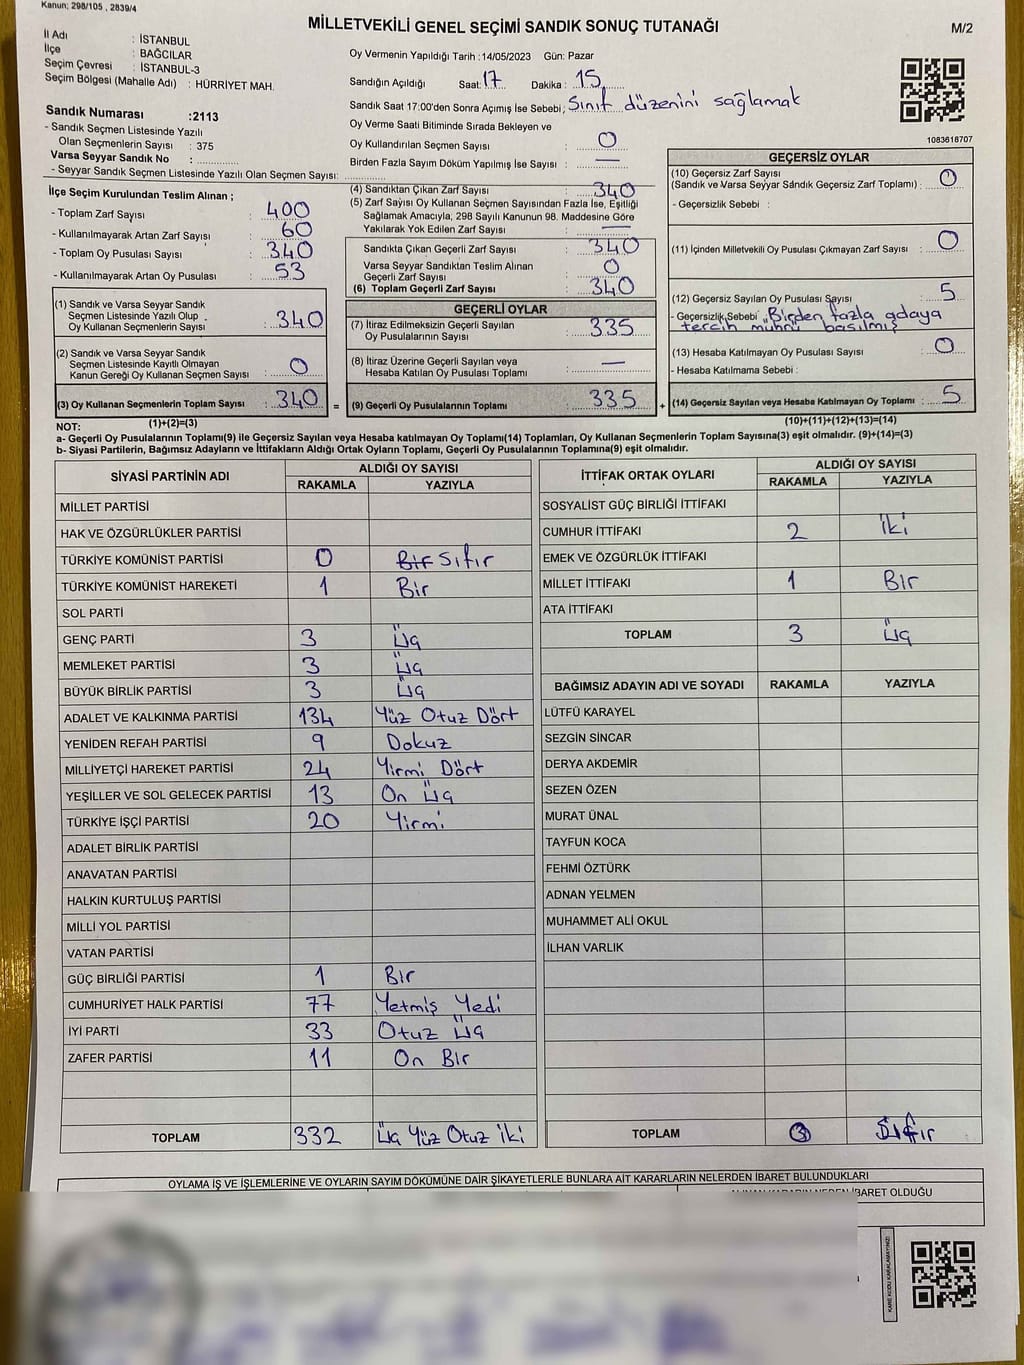 Kanun; 298/105 , 2839/4
MİLLETVEKİLİ GENEL SEÇİMİ SANDIK SONUÇ TUTANAĞI
M/2
İl Adı : İSTANBUL
İlçe : BAĞCILAR
Seçim Çevresi : İSTANBUL-3
Seçim Bölgesi (Mahalle Adı) : HÜRRİYET MAH.
Sandık Numarası :2113
- Sandık Seçmen Listesinde Yazılı
Olan Seçmenlerin Sayısı : 375
Varsa Seyyar Sandık No :
- Seyyar Sandık Seçmen Listesinde Yazılı Olan Seçmen Sayısı:
Oy Vermenin Yapıldığı Tarih :14/05/2023 Gün: Pazar
Sandığın Açıldığı Saat: 17 Dakika : 15
Sandık Saat 17:00'den Sonra Açımış İse Sebebi; Sınıf düzenini sağlamak
Oy Verme Saati Bitiminde Sırada Bekleyen ve
Oy Kullandırılan Seçmen Sayısı : 0
Birden Fazla Sayım Döküm Yapılmış İse Sayısı : —
1083618707
İlçe Seçim Kurulundan Teslim Alınan ;
- Toplam Zarf Sayısı : 400
- Kullanılmayarak Artan Zarf Sayısı : 60
- Toplam Oy Pusulası Sayısı : 340
- Kullanılmayarak Artan Oy Pusulası : 53
(1) Sandık ve Varsa Seyyar Sandık
Seçmen Listesinde Yazılı Olup
Oy Kullanan Seçmenlerin Sayısı : 340
(2) Sandık ve Varsa Seyyar Sandık
Seçmen Listesinde Kayıtlı Olmayan
Kanun Gereği Oy Kullanan Seçmen Sayısı : 0
(3) Oy Kullanan Seçmenlerin Toplam Sayısı : 340 =
(1)+(2)=(3)
(4) Sandıktan Çıkan Zarf Sayısı : 340
(5) Zarf Sayısı Oy Kullanan Seçmen Sayısından Fazla İse, Eşitliği
Sağlamak Amacıyla, 298 Sayılı Kanunun 98. Maddesine Göre
Yakılarak Yok Edilen Zarf Sayısı : —
Sandıkta Çıkan Geçerli Zarf Sayısı : 340
Varsa Seyyar Sandıktan Teslim Alınan
Geçerli Zarf Sayısı : 0
(6) Toplam Geçerli Zarf Sayısı : 340
GEÇERLİ OYLAR
(7) İtiraz Edilmeksizin Geçerli Sayılan
Oy Pusulalarının Sayısı : 335
(8) İtiraz Üzerine Geçerli Sayılan veya
Hesaba Katılan Oy Pusulası Toplamı : —
(9) Geçerli Oy Pusulalarının Toplamı : 335 +
GEÇERSİZ OYLAR
(10) Geçersiz Zarf Sayısı
(Sandık ve Varsa Seyyar Sandık Geçersiz Zarf Toplamı) : 0
- Geçersizlik Sebebi :
(11) İçinden Milletvekili Oy Pusulası Çıkmayan Zarf Sayısı : 0
(12) Geçersiz Sayılan Oy Pusulası Sayısı : 5
- Geçersizlik Sebebi : Birden fazla adaya
tercih mührü basılmış
(13) Hesaba Katılmayan Oy Pusulası Sayısı : 0
- Hesaba Katılmama Sebebi :
(14) Geçersiz Sayılan veya Hesaba Katılmayan Oy Toplamı : 5
(10)+(11)+(12)+(13)=(14)
NOT:
a- Geçerli Oy Pusulalarının Toplamı(9) ile Geçersiz Sayılan veya Hesaba katılmayan Oy Toplamı(14) Toplamları, Oy Kullanan Seçmenlerin Toplam Sayısına(3) eşit olmalıdır. (9)+(14)=(3)
b- Siyasi Partilerin, Bağımsız Adayların ve İttifakların Aldığı Ortak Oyların Toplamı, Geçerli Oy Pusulalarının Toplamına(9) eşit olmalıdır.
SİYASİ PARTİNİN ADI ALDIĞI OY SAYISI
RAKAMLA YAZIYLA
MİLLET PARTİSİ
HAK VE ÖZGÜRLÜKLER PARTİSİ
TÜRKİYE KOMÜNİST PARTİSİ 0 Bir Sıfır
TÜRKİYE KOMÜNİST HAREKETİ 1 Bir
SOL PARTİ
GENÇ PARTİ 3 Üç
MEMLEKET PARTİSİ 3 Üç
BÜYÜK BİRLİK PARTİSİ 3 Üç
ADALET VE KALKINMA PARTİSİ 134 Yüz Otuz Dört
YENİDEN REFAH PARTİSİ 9 Dokuz
MİLLİYETÇİ HAREKET PARTİSİ 24 Yirmi Dört
YEŞİLLER VE SOL GELECEK PARTİSİ 13 On Üç
TÜRKİYE İŞÇİ PARTİSİ 20 Yirmi
ADALET BİRLİK PARTİSİ
ANAVATAN PARTİSİ
HALKIN KURTULUŞ PARTİSİ
MİLLİ YOL PARTİSİ
VATAN PARTİSİ
GÜÇ BİRLİĞİ PARTİSİ 1 Bir
CUMHURİYET HALK PARTİSİ 77 Yetmiş Yedi
İYİ PARTİ 33 Otuz Üç
ZAFER PARTİSİ 11 On Bir
TOPLAM 332 Üç Yüz Otuz iki
İTTİFAK ORTAK OYLARI ALDIĞI OY SAYISI
RAKAMLA YAZIYLA
SOSYALİST GÜÇ BİRLİĞİ İTTİFAKI
CUMHUR İTTİFAKI 2 iki
EMEK VE ÖZGÜRLÜK İTTİFAKI
MİLLET İTTİFAKI 1 Bir
ATA İTTİFAKI
TOPLAM 3 Üç
BAĞIMSIZ ADAYIN ADI VE SOYADI RAKAMLA YAZIYLA
LÜTFÜ KARAYEL
SEZGİN SİNCAR
DERYA AKDEMİR
SEZEN ÖZEN
MURAT ÜNAL
TAYFUN KOCA
FEHMİ ÖZTÜRK
ADNAN YELMEN
MUHAMMET ALİ OKUL
İLHAN VARLIK
TOPLAM Sıfır
OYLAMA İŞ VE İŞLEMLERİNE VE OYLARIN SAYIM DÖKÜMÜNE DAİR ŞİKAYETLERLE BUNLARA AİT KARARLARIN NELERDEN İBARET BULUNDUKLARI
İBARET OLDUĞU
KARE KODU KARALAMAYINIZ!